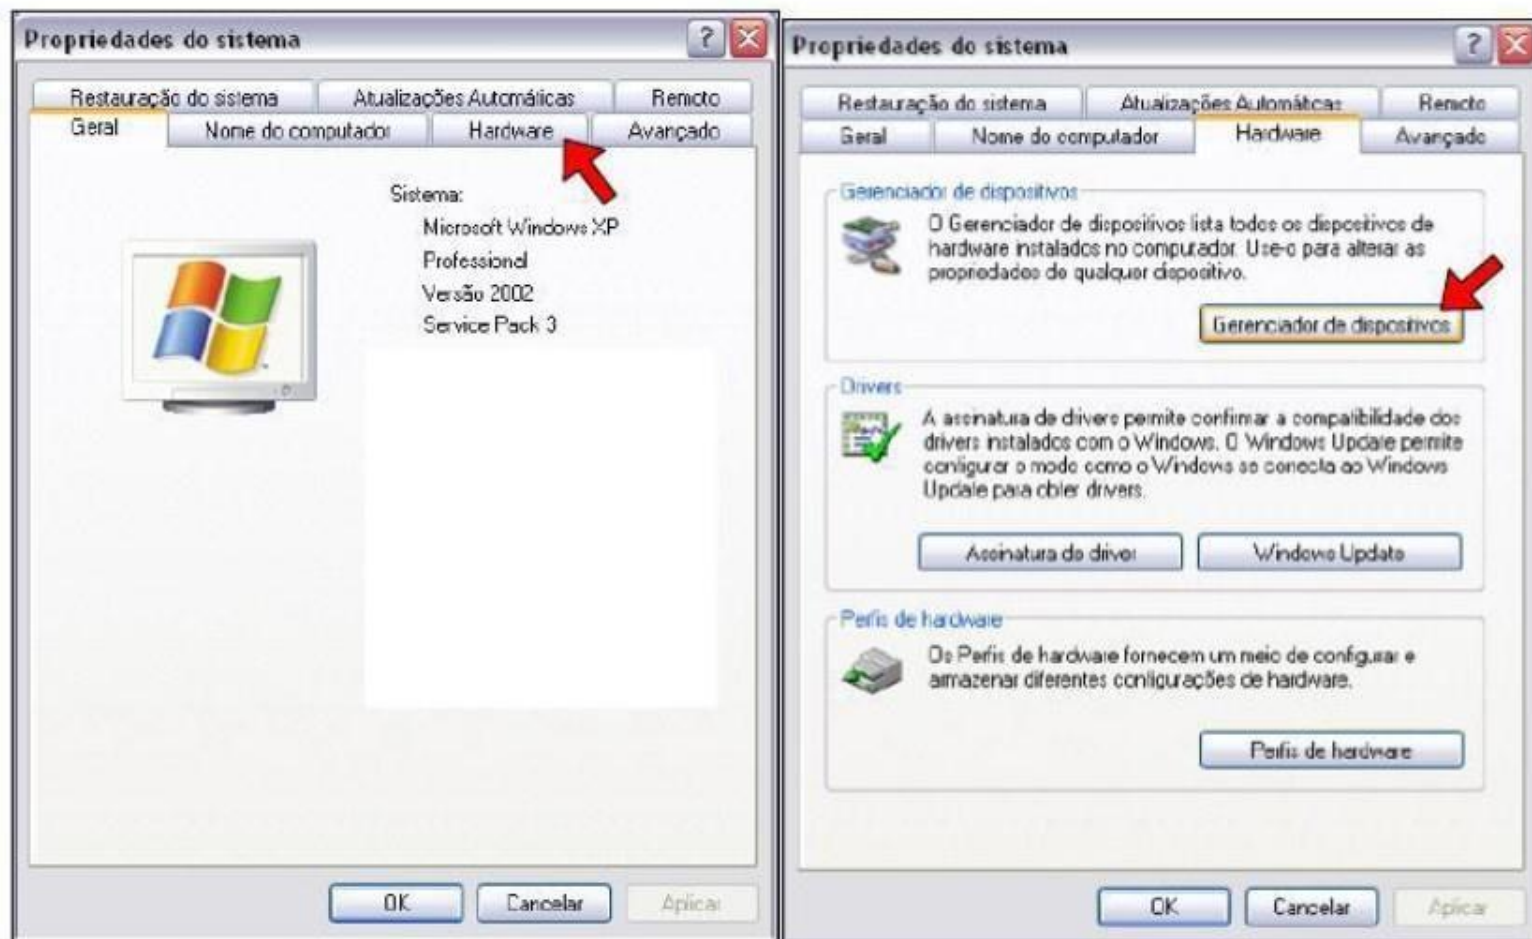 Propriedades do sistema
Restauração do sistema
Atualizações Automáticas
Remoto
Geral
Nome do computador
Hardware
Avançado
Sistema:
Microsoft Windows XP
Professional
Versão 2002
Service Pack 3
OK
Cancelar
Aplicar
Propriedades do sistema
Restauração do sistema
Atualizações Automáticas
Remoto
Geral
Nome do computador
Hardware
Avançado
Gerenciador de dispositivos
O Gerenciador de dispositivos lista todos os dispositivos de
hardware instalados no computador. Use-o para alterar as
propriedades de qualquer dispositivo.
Gerenciador de dispositivos
Drivers
A assinatura de drivers permite confirmar a compatibilidade dos
drivers instalados com o Windows. O Windows Update permite
configurar o modo como o Windows se conecta ao Windows
Update para obter drivers.
Assinatura de driver
Windows Update
Perfis de hardware
Os Perfis de hardware fornecem um meio de configurar e
armazenar diferentes configurações de hardware.
Perfis de hardware
OK
Cancelar
Aplicar